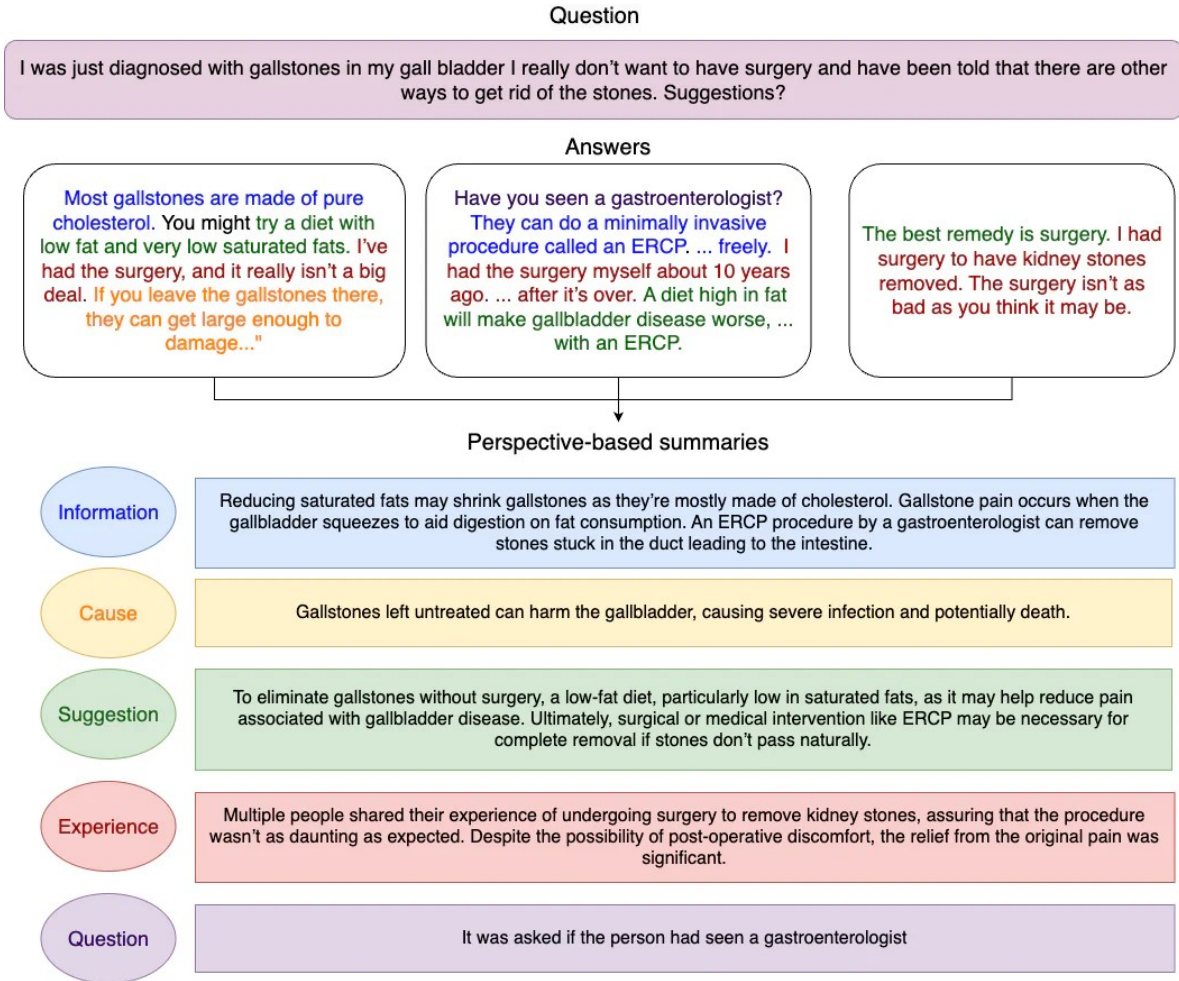 Question
I was just diagnosed with gallstones in my gall bladder I really don't want to have surgery and have been told that there are other
ways to get rid of the stones. Suggestions?
Answers
Most gallstones are made of pure
cholesterol. You might try a diet with
low fat and very low saturated fats. I've
had the surgery, and it really isn't a big
deal. If you leave the gallstones there,
they can get large enough to
damage..."
Have you seen a gastroenterologist?
They can do a minimally invasive
procedure called an ERCP. ... freely. I
had the surgery myself about 10 years
ago. ... after it's over. A diet high in fat
will make gallbladder disease worse, ...
with an ERCP.
The best remedy is surgery. I had
surgery to have kidney stones
removed. The surgery isn't as
bad as you think it may be.
Perspective-based summaries
Information
Reducing saturated fats may shrink gallstones as they're mostly made of cholesterol. Gallstone pain occurs when the
gallbladder squeezes to aid digestion on fat consumption. An ERCP procedure by a gastroenterologist can remove
stones stuck in the duct leading to the intestine.
Cause
Gallstones left untreated can harm the gallbladder, causing severe infection and potentially death.
Suggestion
To eliminate gallstones without surgery, a low-fat diet, particularly low in saturated fats, as it may help reduce pain
associated with gallbladder disease. Ultimately, surgical or medical intervention like ERCP may be necessary for
complete removal if stones don't pass naturally.
Experience
Multiple people shared their experience of undergoing surgery to remove kidney stones, assuring that the procedure
wasn't as daunting as expected. Despite the possibility of post-operative discomfort, the relief from the original pain was
significant.
Question
It was asked if the person had seen a gastroenterologist